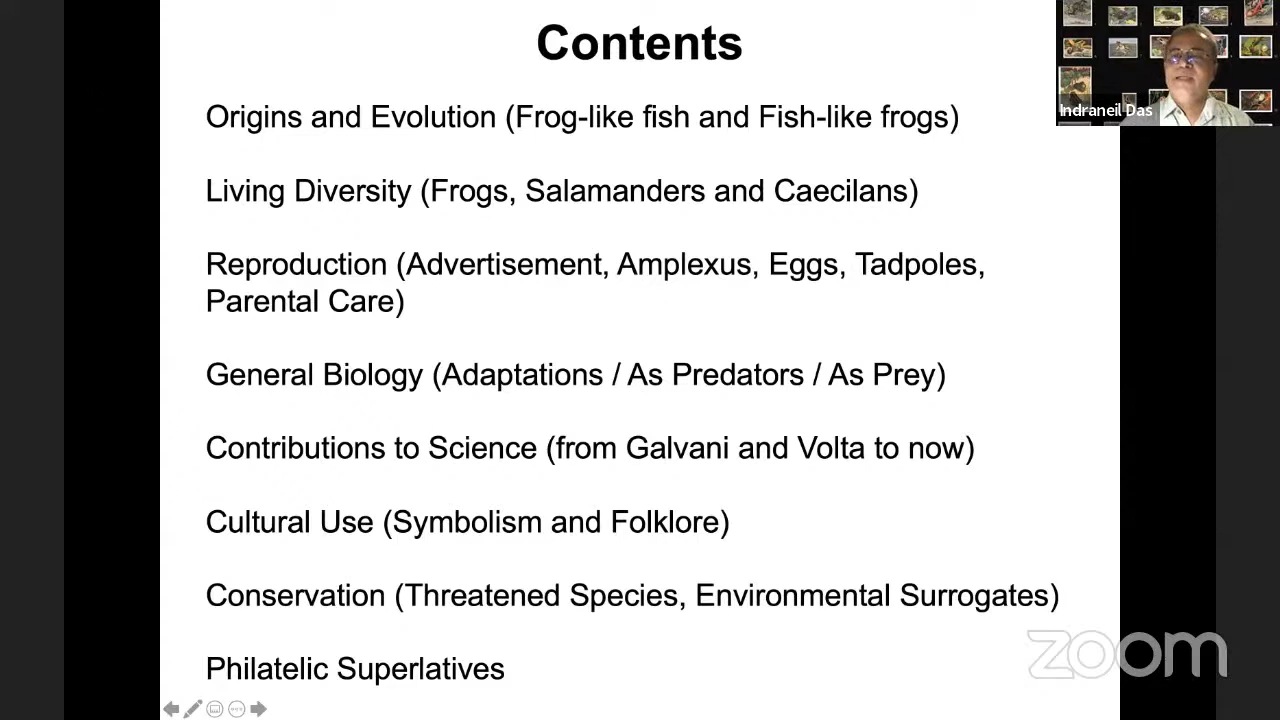 Contents
Indraneil Das
Origins and Evolution (Frog-like fish and Fish-like frogs)
Living Diversity (Frogs, Salamanders and Caecilans)
Reproduction (Advertisement, Amplexus, Eggs, Tadpoles,
Parental Care)
General Biology (Adaptations / As Predators / As Prey)
Contributions to Science (from Galvani and Volta to now)
Cultural Use (Symbolism and Folklore)
Conservation (Threatened Species, Environmental Surrogates)
Philatelic Superlatives
zoom